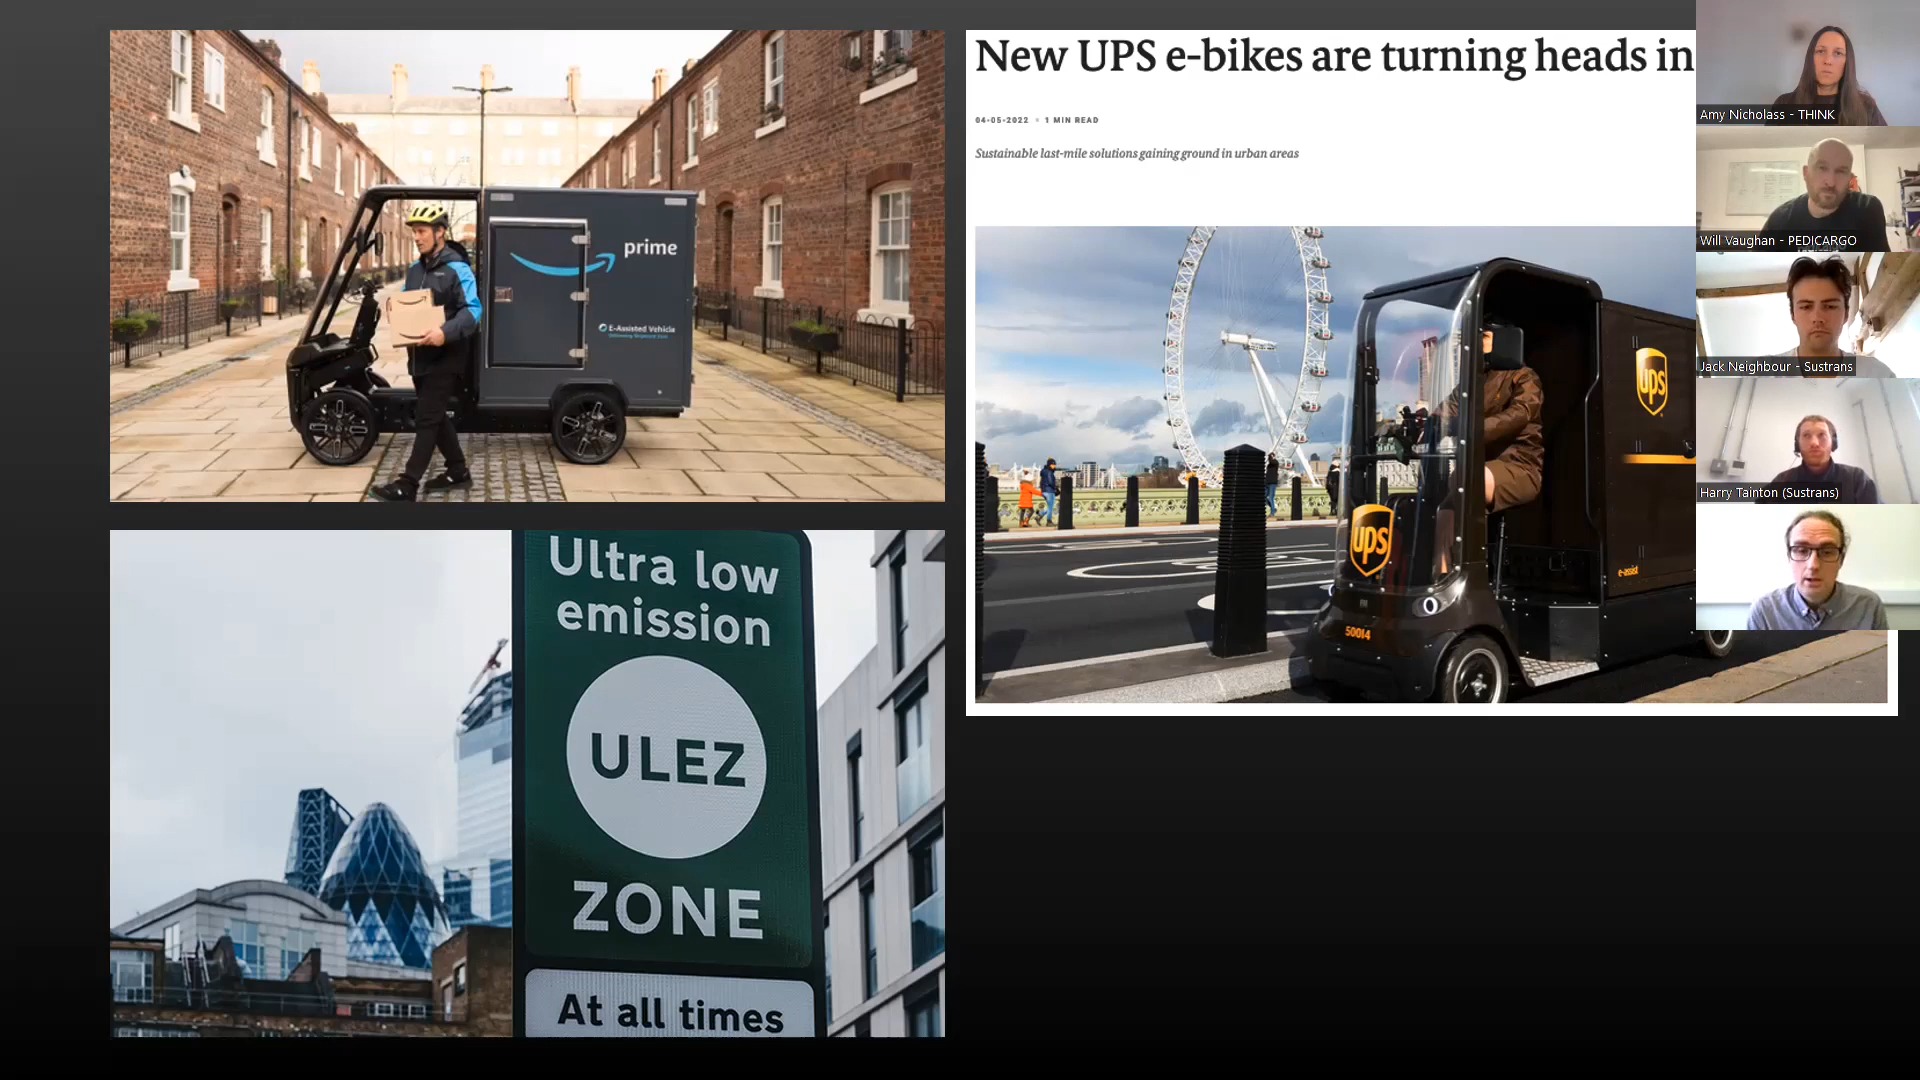 prime
E-Assisted Vehicle
Ultra low
emission
ULEZ
ZONE
At all times
New UPS e-bikes are turning heads in
04-05-2022 • 1 MIN READ
Sustainable last-mile solutions gaining ground in urban areas
ups
ups
e-assist
50014
Amy Nicholass - THINK
Will Vaughan - PEDICARGO
Jack Neighbour - Sustrans
Harry Tainton (Sustrans)